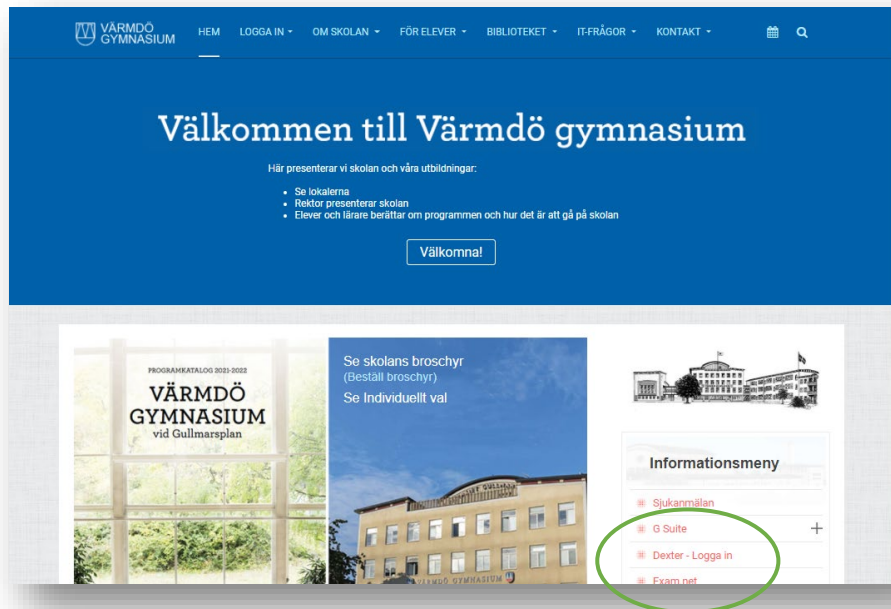 VÄRMDÖ
GYMNASIUM
HEM LOGGA IN OM SKOLAN FÖR ELEVER BIBLIOTEKET IT-FRÅGOR KONTAKT
Välkommen till Värmdö gymnasium
Här presenterar vi skolan och våra utbildningar:
Se lokalerna
Rektor presenterar skolan
Elever och lärare berättar om programmen och hur det är att gå på skolan
Välkomna!
PROGRAMKATALOG 2021-2022
VÄRMDÖ
GYMNASIUM
vid Gullmarsplan
Se skolans broschyr
(Beställ broschyr)
Se Individuellt val
VÄRMDÖ GYMNASIUM
Informationsmeny
Sjukanmälan
G Suite
Dexter - Logga in
Exam.net